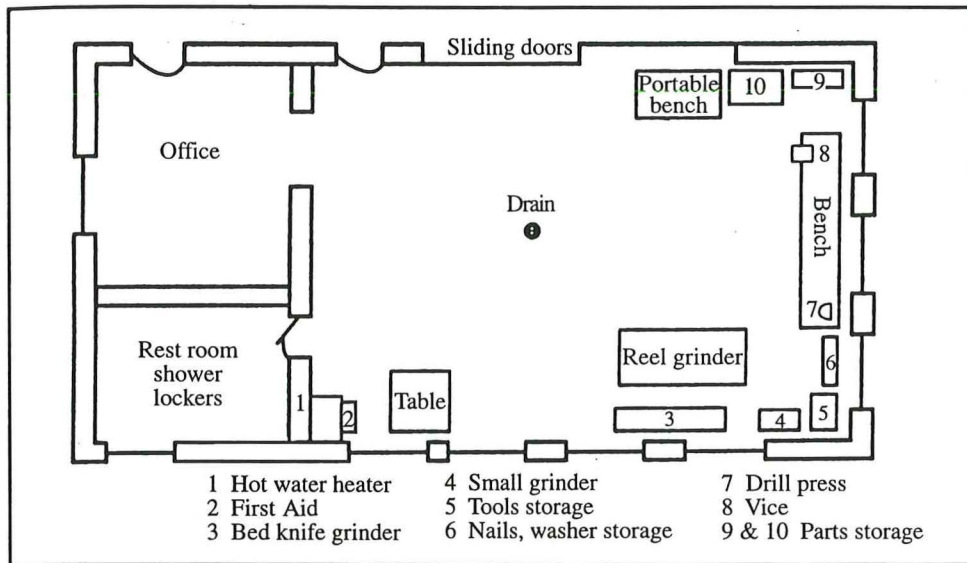 Sliding doors
Portable
bench
10
9
Office
8
Bench
Drain
7
Reel grinder
6
Rest room
shower
lockers
1
2
Table
3
4
5
1 Hot water heater
2 First Aid
3 Bed knife grinder
4 Small grinder
5 Tools storage
6 Nails, washer storage
7 Drill press
8 Vice
9 & 10 Parts storage